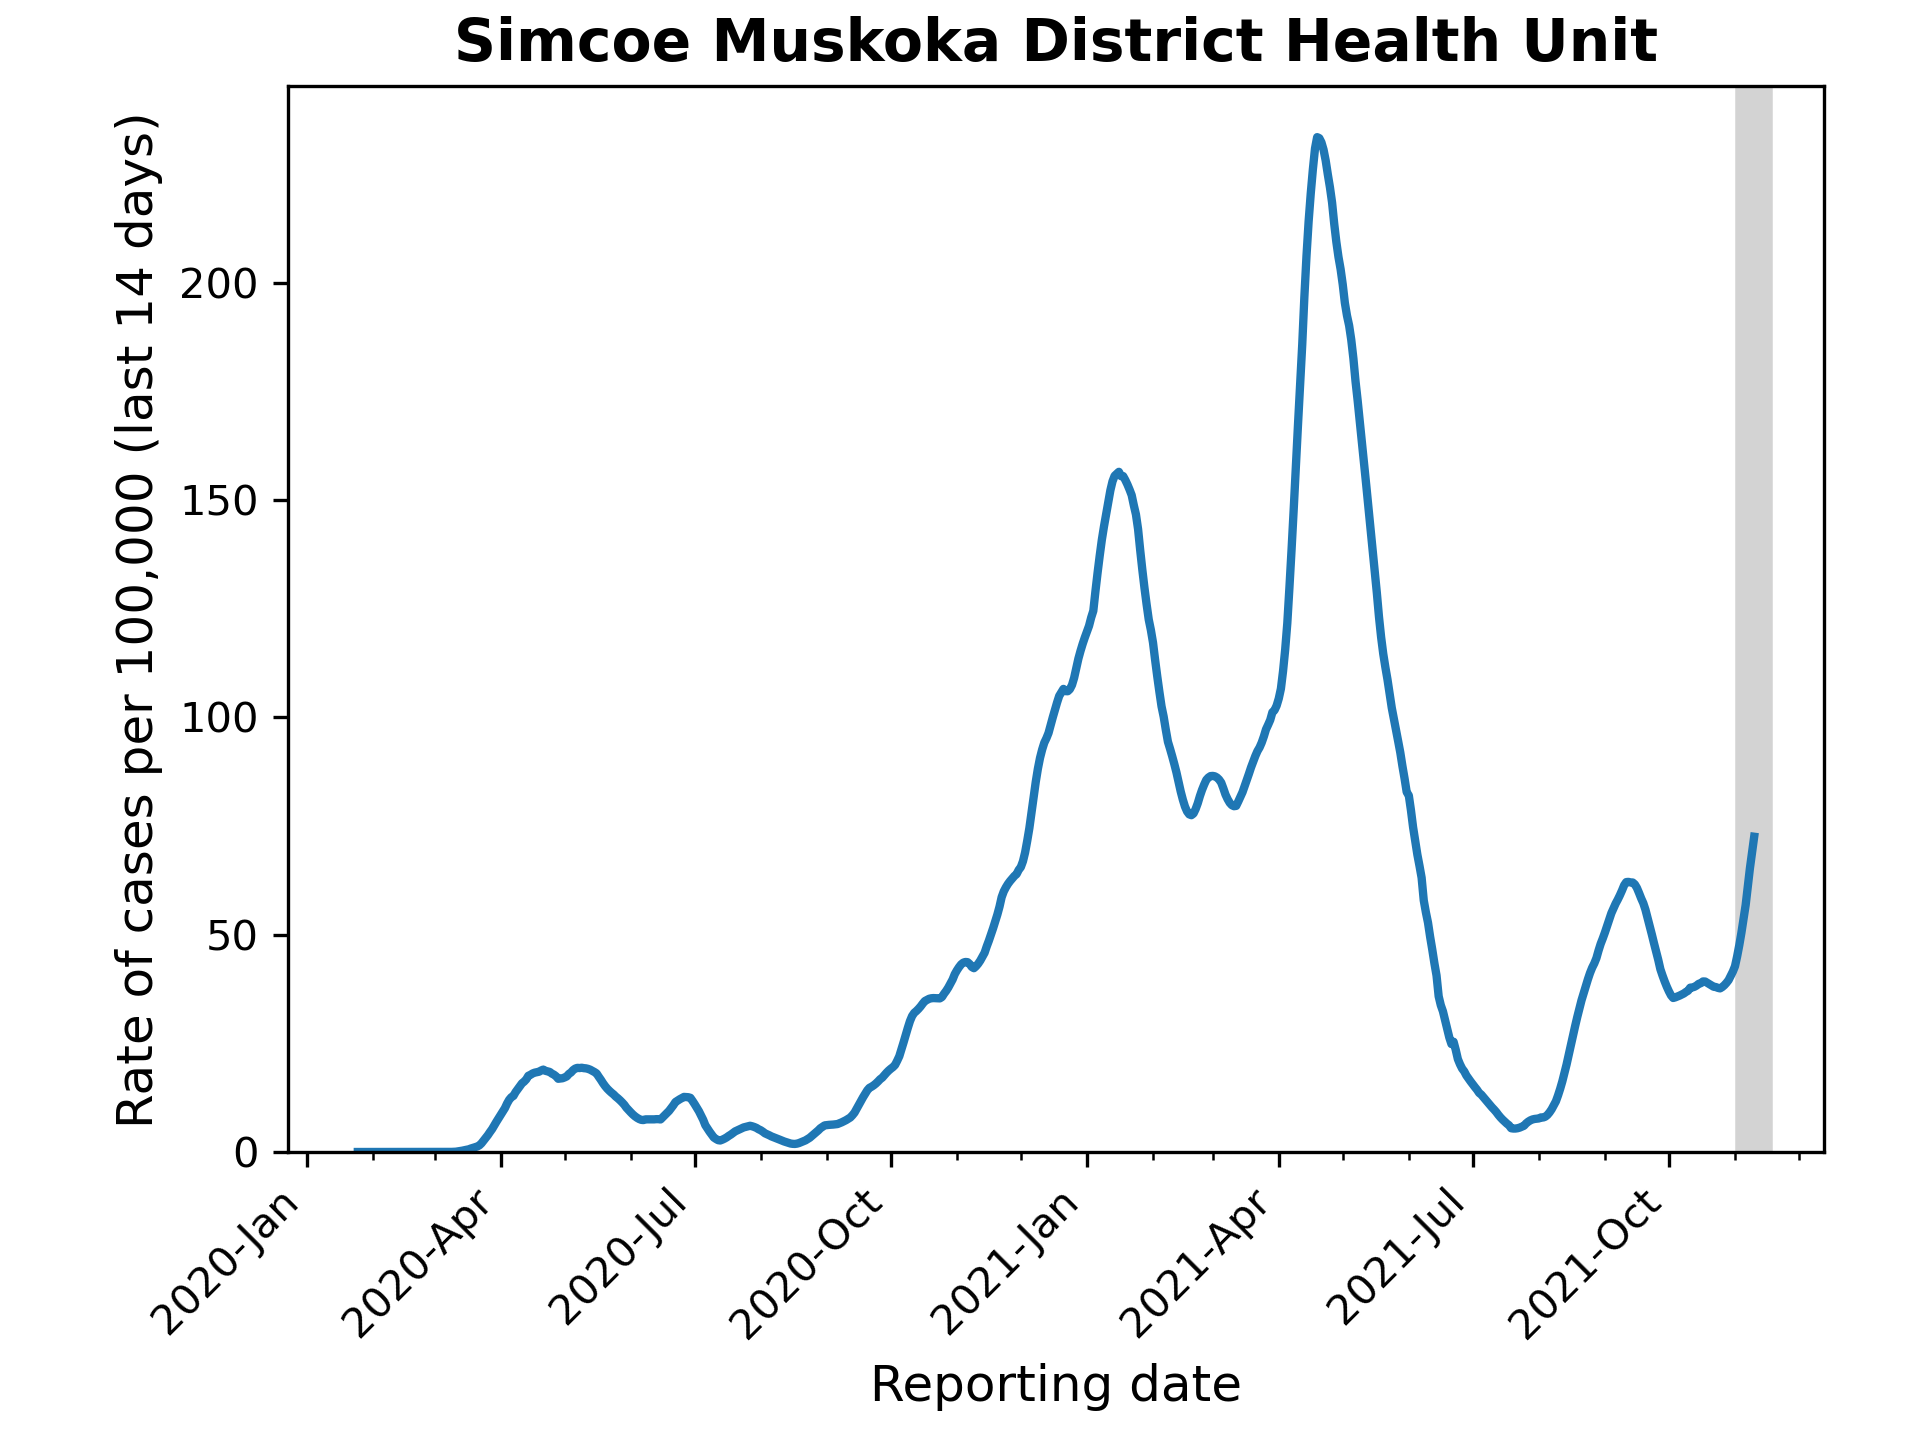 Simcoe Muskoka District Health Unit
Rate of cases per 100,000 (last 14 days)
200
150
100
50
0
2020-Jan
2020-Apr
2020-Jul
2020-Oct
2021-Jan
2021-Apr
2021-Jul
2021-Oct
Reporting date